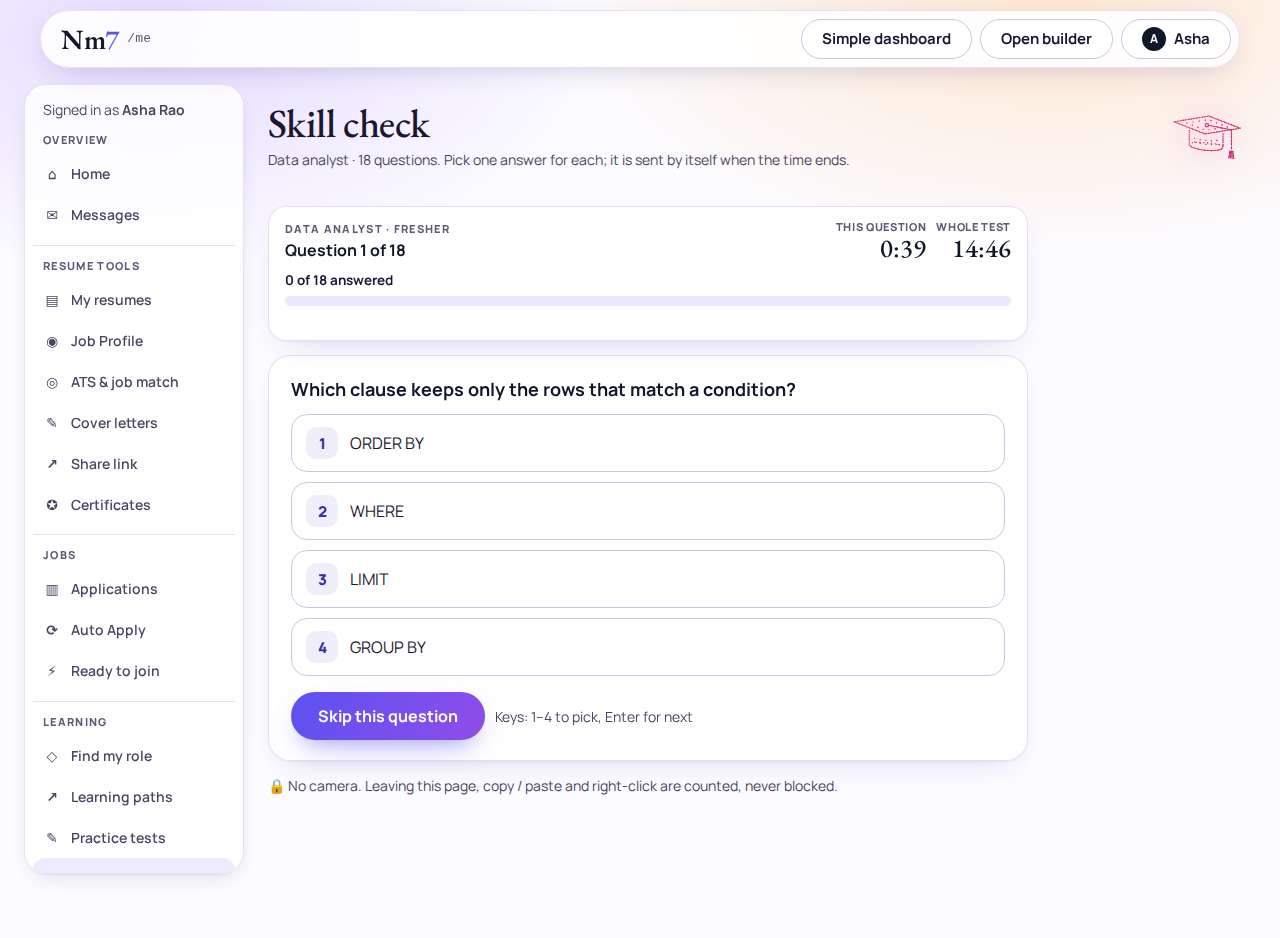 Nm7 /me
Simple dashboard
Open builder
A Asha
Signed in as Asha Rao
OVERVIEW
Home
Messages
RESUME TOOLS
My resumes
Job Profile
ATS & job match
Cover letters
Share link
Certificates
JOBS
Applications
Auto Apply
Ready to join
LEARNING
Find my role
Learning paths
Practice tests
Skill check
Data analyst · 18 questions. Pick one answer for each; it is sent by itself when the time ends.
DATA ANALYST · FRESHER
Question 1 of 18
THIS QUESTION WHOLE TEST
0:39 14:46
0 of 18 answered
Which clause keeps only the rows that match a condition?
1 ORDER BY
2 WHERE
3 LIMIT
4 GROUP BY
Skip this question
Keys: 1–4 to pick, Enter for next
🔒 No camera. Leaving this page, copy / paste and right-click are counted, never blocked.